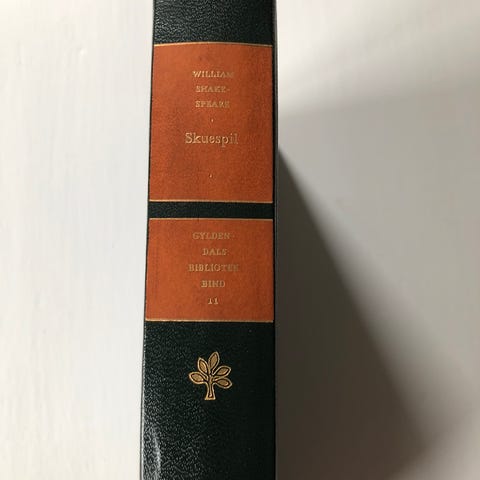 WILLIAM
SHAKE-
SPEARE
Skuespil
GYLDEN-
DALS
BIBLIOTEK
BIND
11